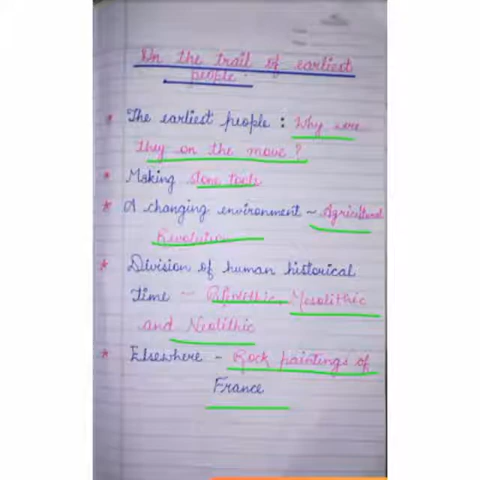 On the trail of earliest
people.
* The earliest people : Why were
they on the move?
* Making stone tools
* A changing environment ~ Agricultural
Revolution
* Division of human historical
Time - Mesolithic
and Neolithic
* Elsewhere - Rock paintings of
France